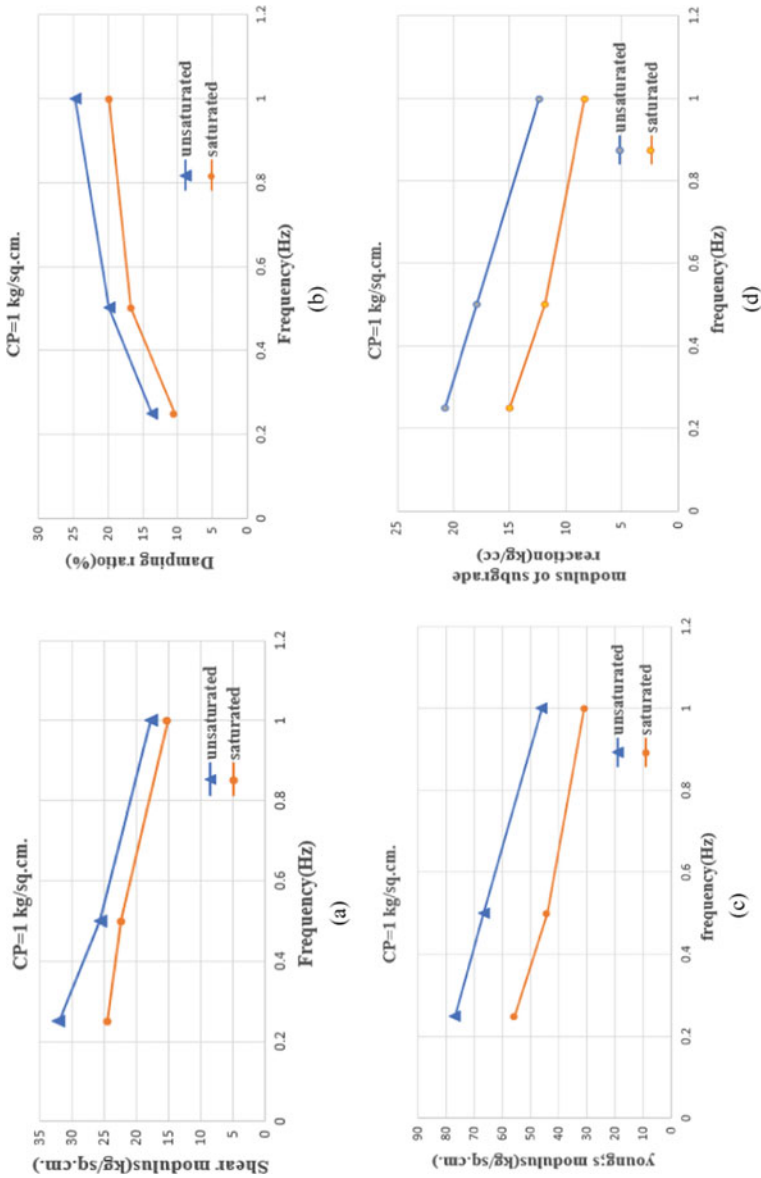 CP=1 kg/sq.cm.
Shear modulus(kg/sq.cm.)
35
30
25
20
15
10
5
0
0
0.2
0.4
0.6
0.8
1
1.2
Frequency(Hz)
unsaturated
saturated
(a)
CP=1 kg/sq.cm.
Damping ratio(%)
30
25
20
15
10
5
0
0
0.2
0.4
0.6
0.8
1
1.2
Frequency(Hz)
unsaturated
saturated
(b)
CP=1 kg/sq.cm.
young;s modulus(kg/sq.cm.)
90
80
70
60
50
40
30
20
10
0
0
0.2
0.4
0.6
0.8
1
1.2
frequency(Hz)
unsaturated
saturated
(c)
CP=1 kg/sq.cm.
modulus of subgrade
reaction(kg/cc)
25
20
15
10
5
0
0
0.2
0.4
0.6
0.8
1
1.2
frequency(Hz)
unsaturated
saturated
(d)